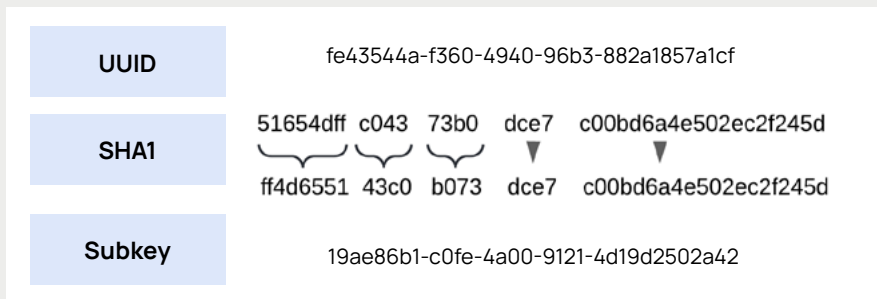 UUID
fe43544a-f360-4940-96b3-882a1857a1cf
SHA1
51654dff c043 73b0 dce7 c00bd6a4e502ec2f245d
ff4d6551 43c0 b073 dce7 c00bd6a4e502ec2f245d
Subkey
19ae86b1-c0fe-4a00-9121-4d19d2502a42